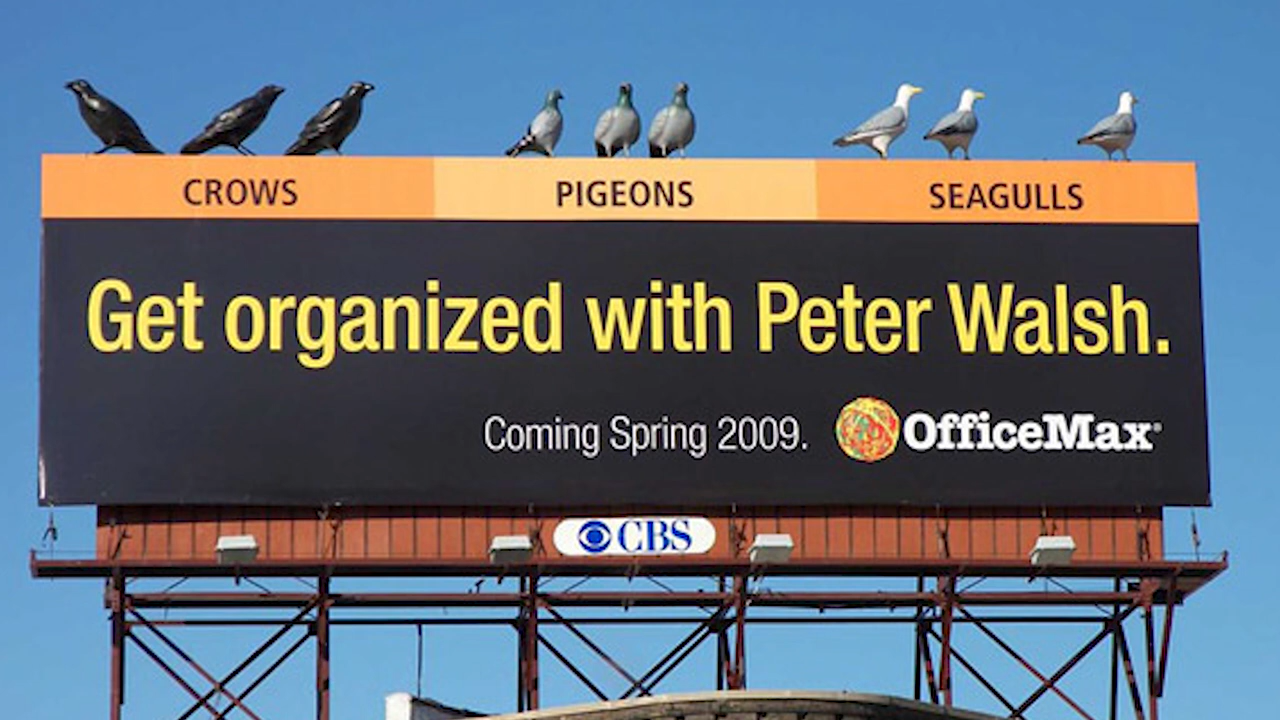 CROWS PIGEONS SEAGULLS
Get organized with Peter Walsh.
Coming Spring 2009. OfficeMax®
CBS